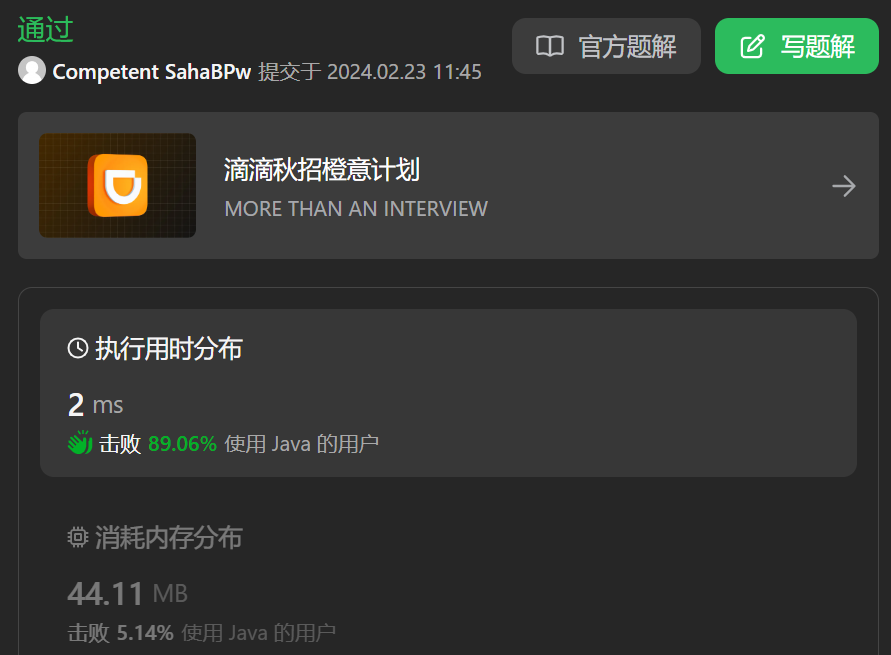 通过
官方题解
写题解
Competent SahaBPw 提交于 2024.02.23 11:45
滴滴秋招橙意计划
MORE THAN AN INTERVIEW
执行用时分布
2 ms
击败 89.06% 使用 Java 的用户
消耗内存分布
44.11 MB
击败 5.14% 使用 Java 的用户